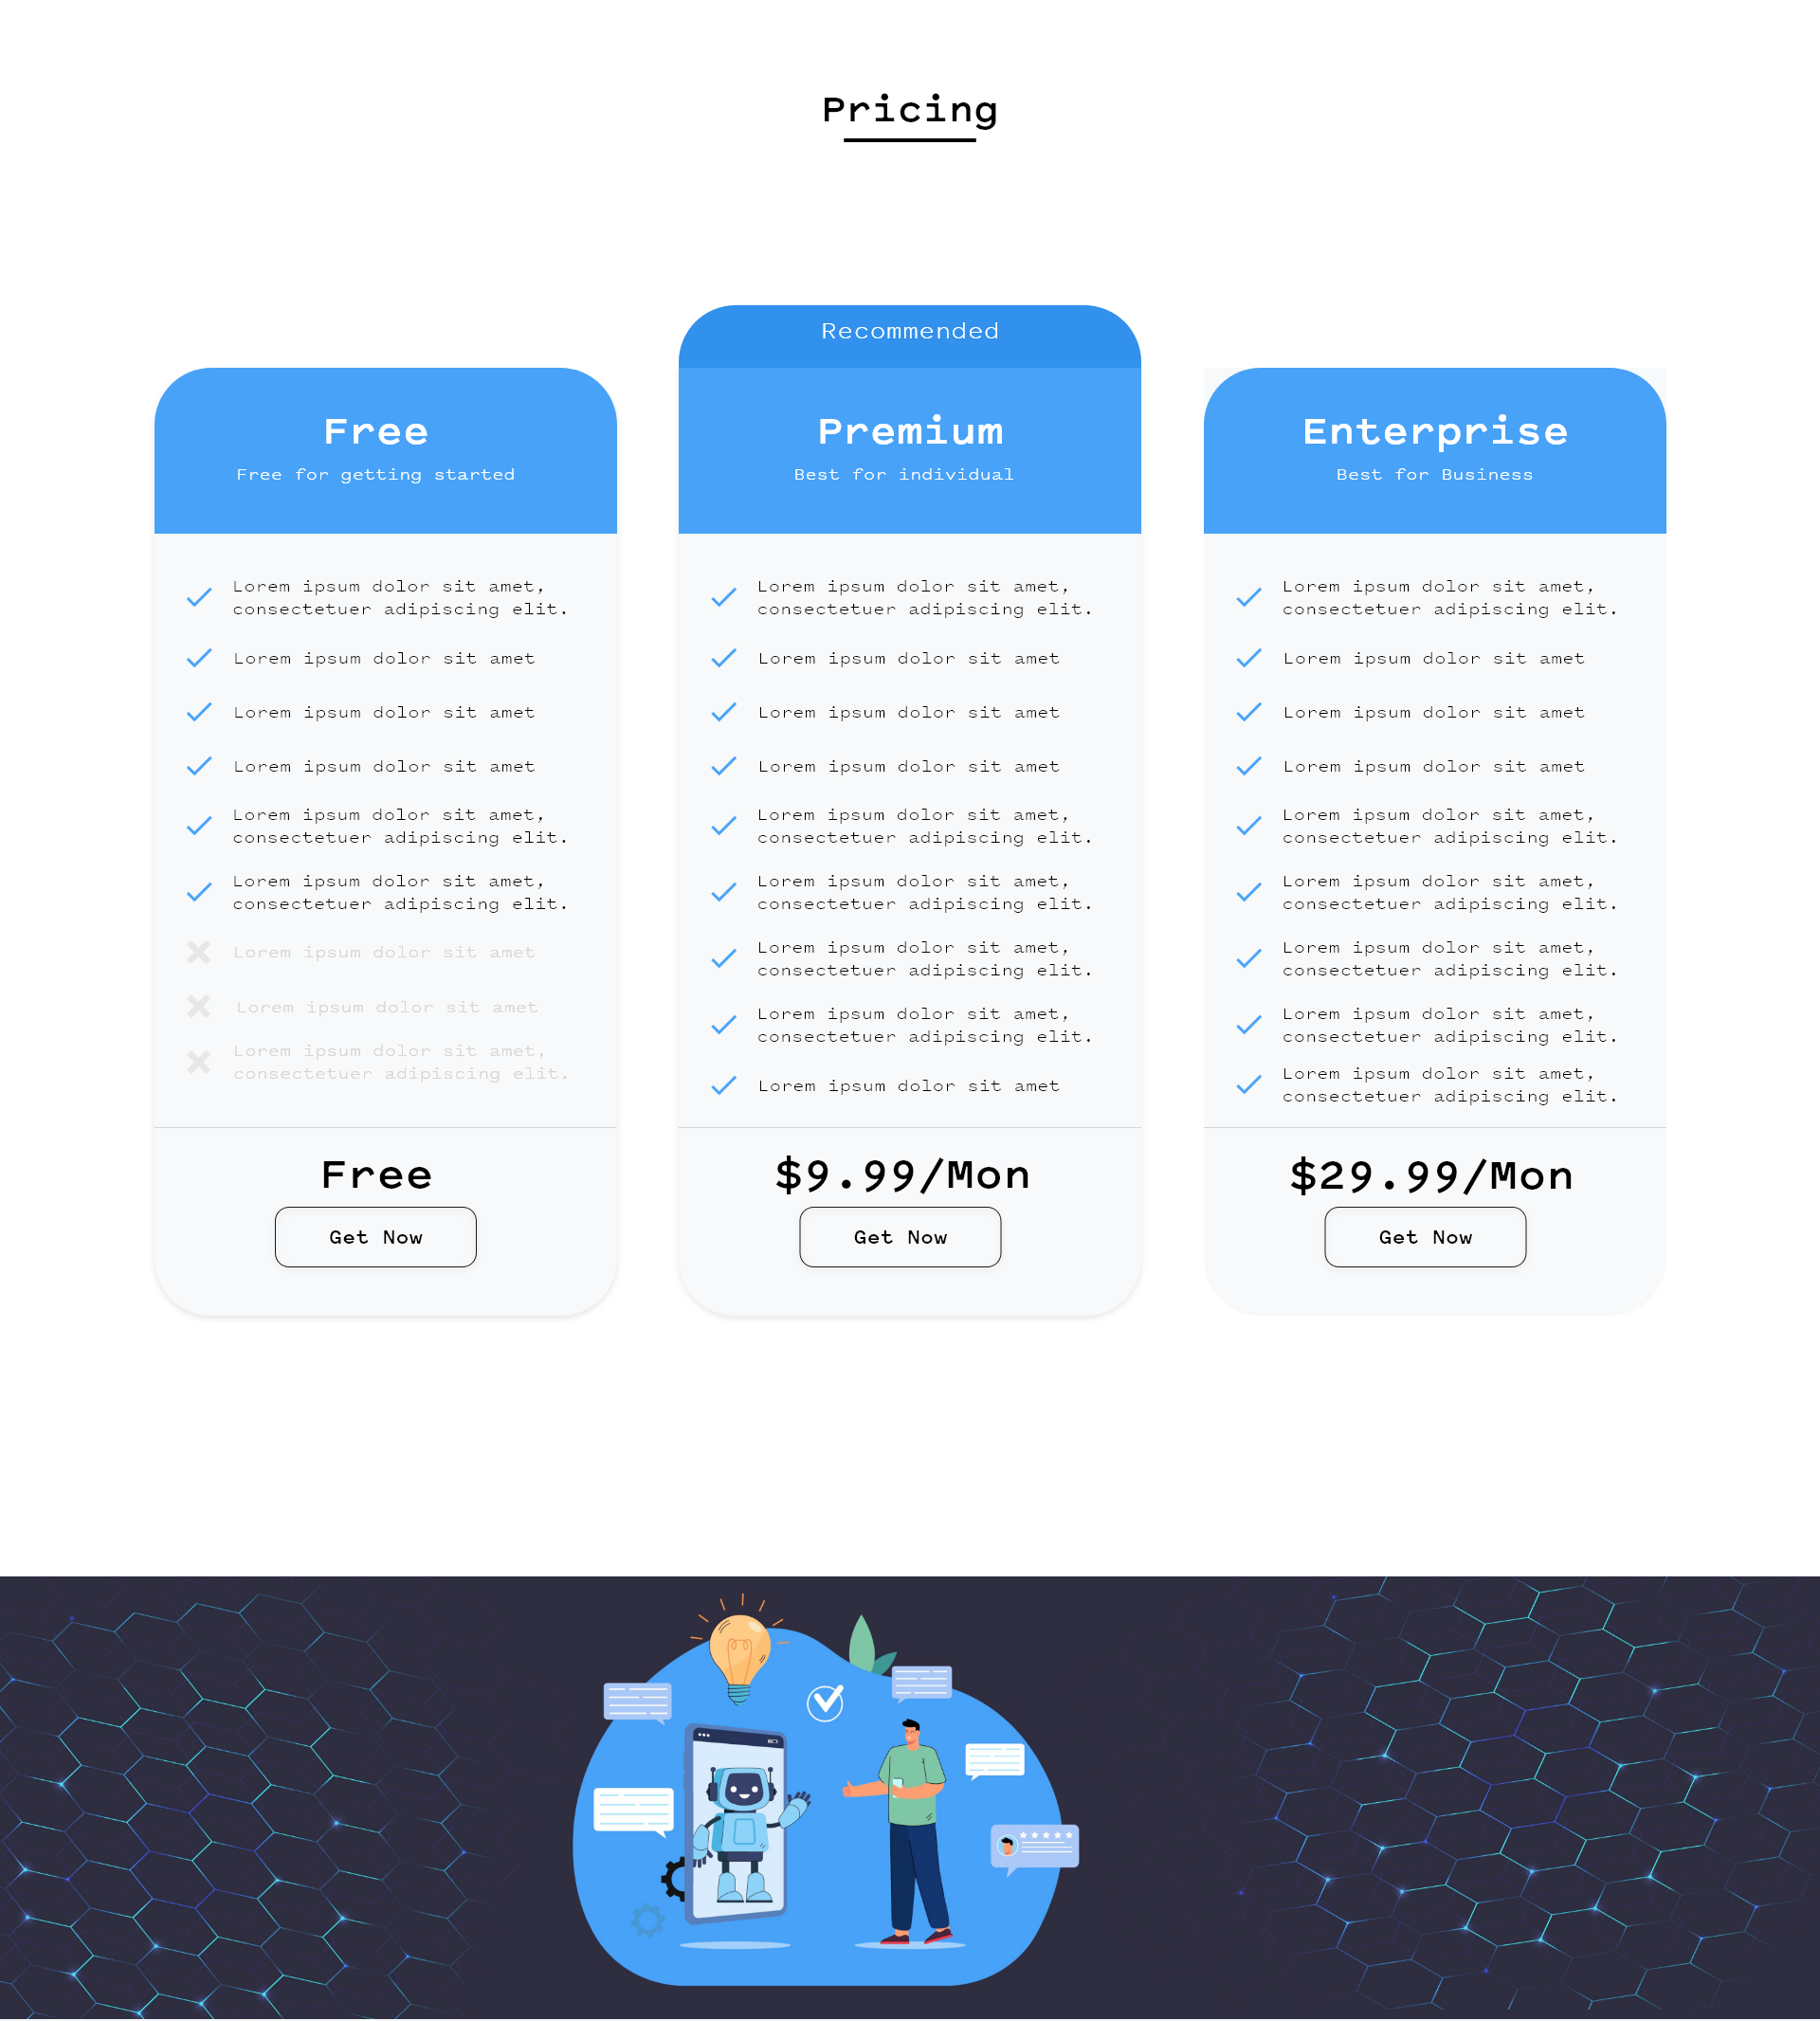 Pricing
Free
Free for getting started
Lorem ipsum dolor sit amet,
consectetuer adipiscing elit.
Lorem ipsum dolor sit amet
Lorem ipsum dolor sit amet
Lorem ipsum dolor sit amet
Lorem ipsum dolor sit amet,
consectetuer adipiscing elit.
Lorem ipsum dolor sit amet,
consectetuer adipiscing elit.
Lorem ipsum dolor sit amet
Lorem ipsum dolor sit amet
Lorem ipsum dolor sit amet,
consectetuer adipiscing elit.
Free
Get Now
Recommended
Premium
Best for individual
Lorem ipsum dolor sit amet,
consectetuer adipiscing elit.
Lorem ipsum dolor sit amet
Lorem ipsum dolor sit amet
Lorem ipsum dolor sit amet
Lorem ipsum dolor sit amet,
consectetuer adipiscing elit.
Lorem ipsum dolor sit amet,
consectetuer adipiscing elit.
Lorem ipsum dolor sit amet,
consectetuer adipiscing elit.
Lorem ipsum dolor sit amet,
consectetuer adipiscing elit.
Lorem ipsum dolor sit amet
$9.99/Mon
Get Now
Enterprise
Best for Business
Lorem ipsum dolor sit amet,
consectetuer adipiscing elit.
Lorem ipsum dolor sit amet
Lorem ipsum dolor sit amet
Lorem ipsum dolor sit amet
Lorem ipsum dolor sit amet,
consectetuer adipiscing elit.
Lorem ipsum dolor sit amet,
consectetuer adipiscing elit.
Lorem ipsum dolor sit amet,
consectetuer adipiscing elit.
Lorem ipsum dolor sit amet,
consectetuer adipiscing elit.
Lorem ipsum dolor sit amet,
consectetuer adipiscing elit.
$29.99/Mon
Get Now